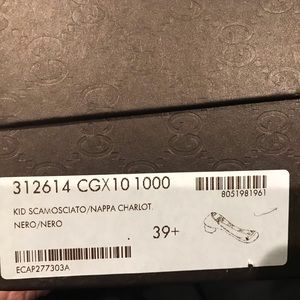 312614 CGX10 1000
8051981961
KID SCAMOSCIATO/NAPPA CHARLOT.
NERO/NERO
39+
ECAP277303A